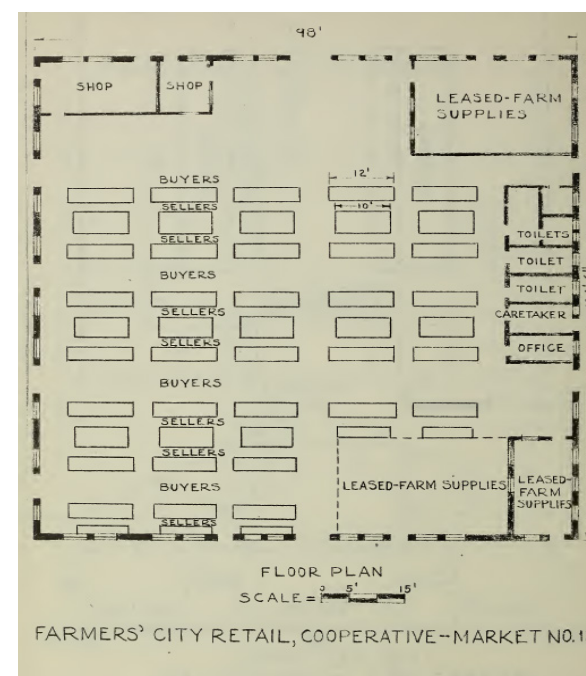 98'
SHOP
SHOP
LEASED-FARM
SUPPLIES
12'
BUYERS
SELLERS
10'
SELLERS
TOILETS
TOILET
BUYERS
TOILET
SELLERS
CARETAKER
SELLERS
OFFICE
BUYERS
SELLERS
SELLERS
BUYERS
LEASED-FARM SUPPLIES
LEASED-
FARM
SUPPLIES
SELLERS
FLOOR PLAN
SCALE = 0 5' 15'
FARMERS' CITY RETAIL, COOPERATIVE-MARKET NO. 1